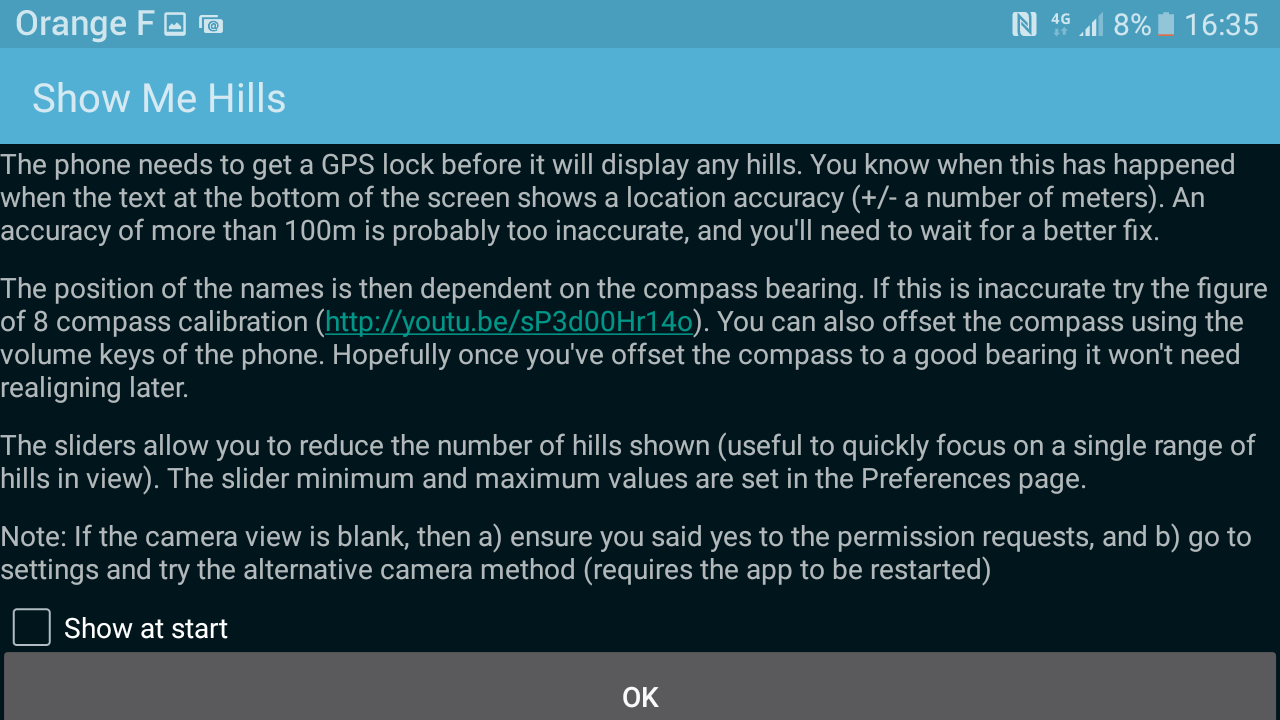 Orange F 4G 8% 16:35
Show Me Hills
The phone needs to get a GPS lock before it will display any hills. You know when this has happened
when the text at the bottom of the screen shows a location accuracy (+/- a number of meters). An
accuracy of more than 100m is probably too inaccurate, and you'll need to wait for a better fix.
The position of the names is then dependent on the compass bearing. If this is inaccurate try the figure
of 8 compass calibration (http://youtu.be/sP3d00Hr14o). You can also offset the compass using the
volume keys of the phone. Hopefully once you've offset the compass to a good bearing it won't need
realigning later.
The sliders allow you to reduce the number of hills shown (useful to quickly focus on a single range of
hills in view). The slider minimum and maximum values are set in the Preferences page.
Note: If the camera view is blank, then a) ensure you said yes to the permission requests, and b) go to
settings and try the alternative camera method (requires the app to be restarted)
Show at start
OK